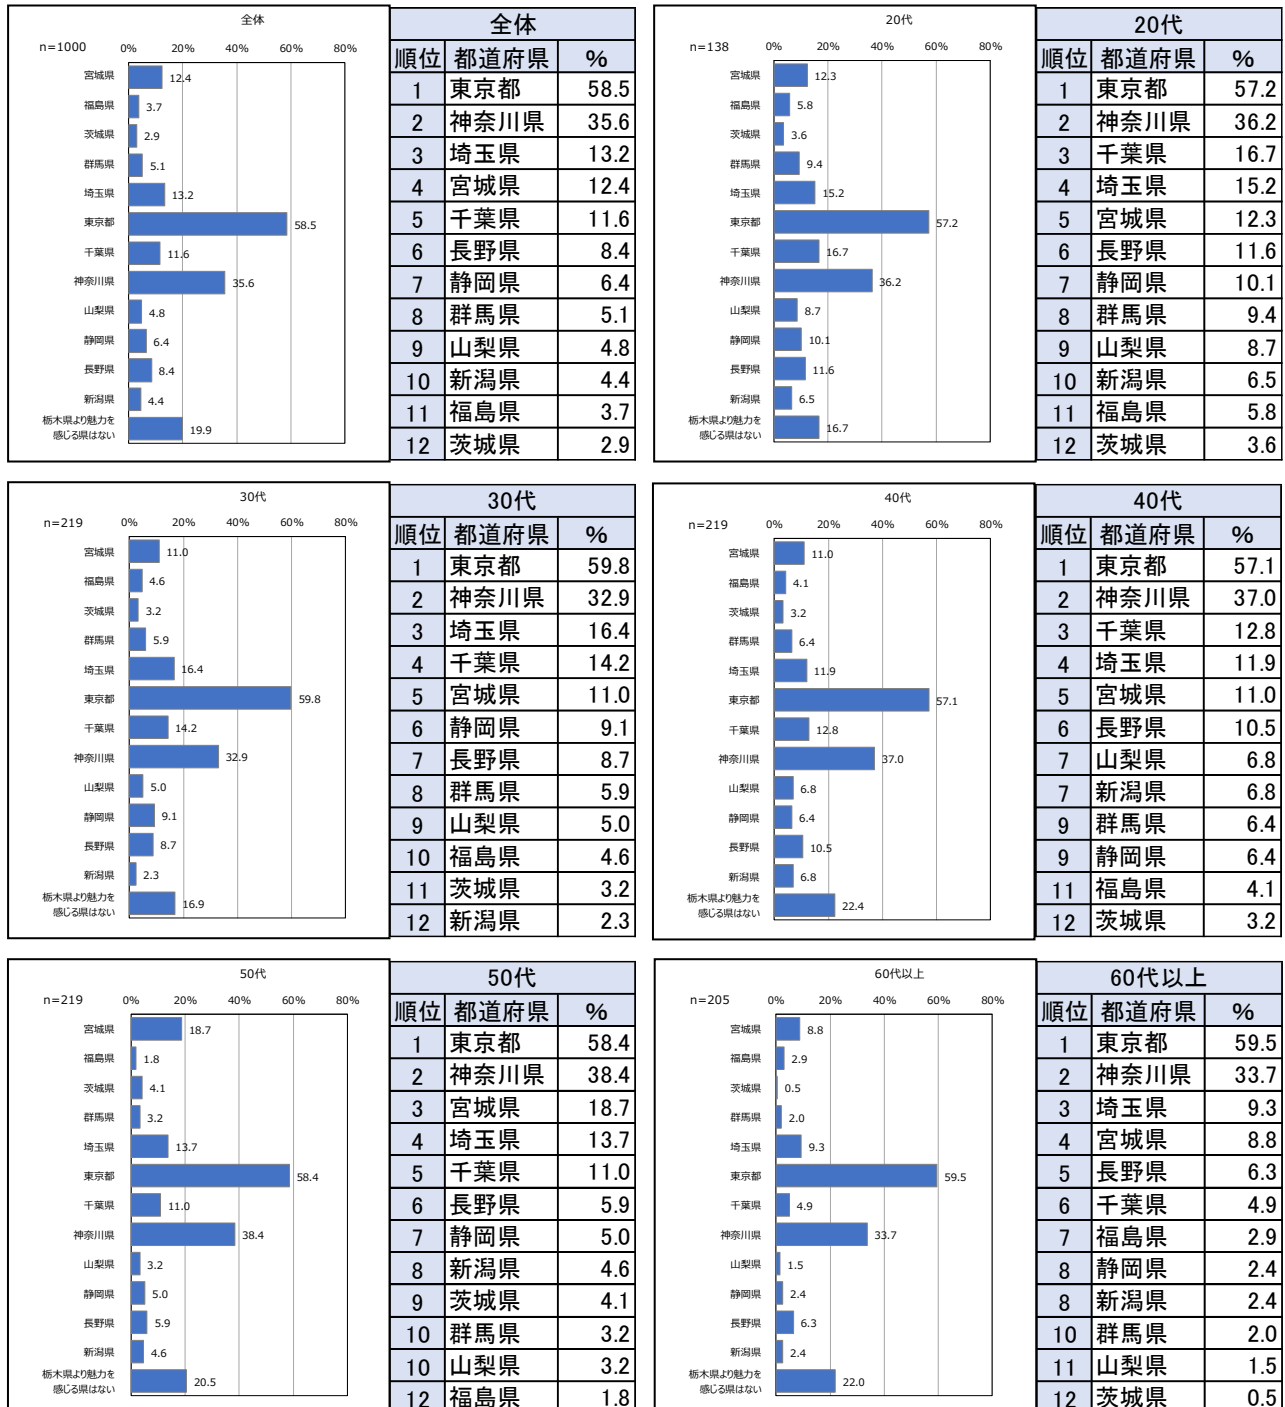 全体
n=1000 0% 20% 40% 60% 80%
宮城県 12.4
福島県 3.7
茨城県 2.9
群馬県 5.1
埼玉県 13.2
東京都 58.5
千葉県 11.6
神奈川県 35.6
山梨県 4.8
静岡県 6.4
長野県 8.4
新潟県 4.4
栃木県より魅力を
感じる県はない 19.9
全体
順位 都道府県 %
1 東京都 58.5
2 神奈川県 35.6
3 埼玉県 13.2
4 宮城県 12.4
5 千葉県 11.6
6 長野県 8.4
7 静岡県 6.4
8 群馬県 5.1
9 山梨県 4.8
10 新潟県 4.4
11 福島県 3.7
12 茨城県 2.9
20代
n=138 0% 20% 40% 60% 80%
宮城県 12.3
福島県 5.8
茨城県 3.6
群馬県 9.4
埼玉県 15.2
東京都 57.2
千葉県 16.7
神奈川県 36.2
山梨県 8.7
静岡県 10.1
長野県 11.6
新潟県 6.5
栃木県より魅力を
感じる県はない 16.7
20代
順位 都道府県 %
1 東京都 57.2
2 神奈川県 36.2
3 千葉県 16.7
4 埼玉県 15.2
5 宮城県 12.3
6 長野県 11.6
7 静岡県 10.1
8 群馬県 9.4
9 山梨県 8.7
10 新潟県 6.5
11 福島県 5.8
12 茨城県 3.6
30代
n=219 0% 20% 40% 60% 80%
宮城県 11.0
福島県 4.6
茨城県 3.2
群馬県 5.9
埼玉県 16.4
東京都 59.8
千葉県 14.2
神奈川県 32.9
山梨県 5.0
静岡県 9.1
長野県 8.7
新潟県 2.3
栃木県より魅力を
感じる県はない 16.9
30代
順位 都道府県 %
1 東京都 59.8
2 神奈川県 32.9
3 埼玉県 16.4
4 千葉県 14.2
5 宮城県 11.0
6 静岡県 9.1
7 長野県 8.7
8 群馬県 5.9
9 山梨県 5.0
10 福島県 4.6
11 茨城県 3.2
12 新潟県 2.3
40代
n=219 0% 20% 40% 60% 80%
宮城県 11.0
福島県 4.1
茨城県 3.2
群馬県 6.4
埼玉県 11.9
東京都 57.1
千葉県 12.8
神奈川県 37.0
山梨県 6.8
静岡県 6.4
長野県 10.5
新潟県 6.8
栃木県より魅力を
感じる県はない 22.4
40代
順位 都道府県 %
1 東京都 57.1
2 神奈川県 37.0
3 千葉県 12.8
4 埼玉県 11.9
5 宮城県 11.0
6 長野県 10.5
7 山梨県 6.8
7 新潟県 6.8
9 群馬県 6.4
9 静岡県 6.4
11 福島県 4.1
12 茨城県 3.2
50代
n=219 0% 20% 40% 60% 80%
宮城県 18.7
福島県 1.8
茨城県 4.1
群馬県 3.2
埼玉県 13.7
東京都 58.4
千葉県 11.0
神奈川県 38.4
山梨県 3.2
静岡県 5.0
長野県 5.9
新潟県 4.6
栃木県より魅力を
感じる県はない 20.5
50代
順位 都道府県 %
1 東京都 58.4
2 神奈川県 38.4
3 宮城県 18.7
4 埼玉県 13.7
5 千葉県 11.0
6 長野県 5.9
7 静岡県 5.0
8 新潟県 4.6
9 茨城県 4.1
10 群馬県 3.2
10 山梨県 3.2
12 福島県 1.8
60代以上
n=205 0% 20% 40% 60% 80%
宮城県 8.8
福島県 2.9
茨城県 0.5
群馬県 2.0
埼玉県 9.3
東京都 59.5
千葉県 4.9
神奈川県 33.7
山梨県 1.5
静岡県 2.4
長野県 6.3
新潟県 2.4
栃木県より魅力を
感じる県はない 22.0
60代以上
順位 都道府県 %
1 東京都 59.5
2 神奈川県 33.7
3 埼玉県 9.3
4 宮城県 8.8
5 長野県 6.3
6 千葉県 4.9
7 福島県 2.9
8 静岡県 2.4
8 新潟県 2.4
10 群馬県 2.0
11 山梨県 1.5
12 茨城県 0.5